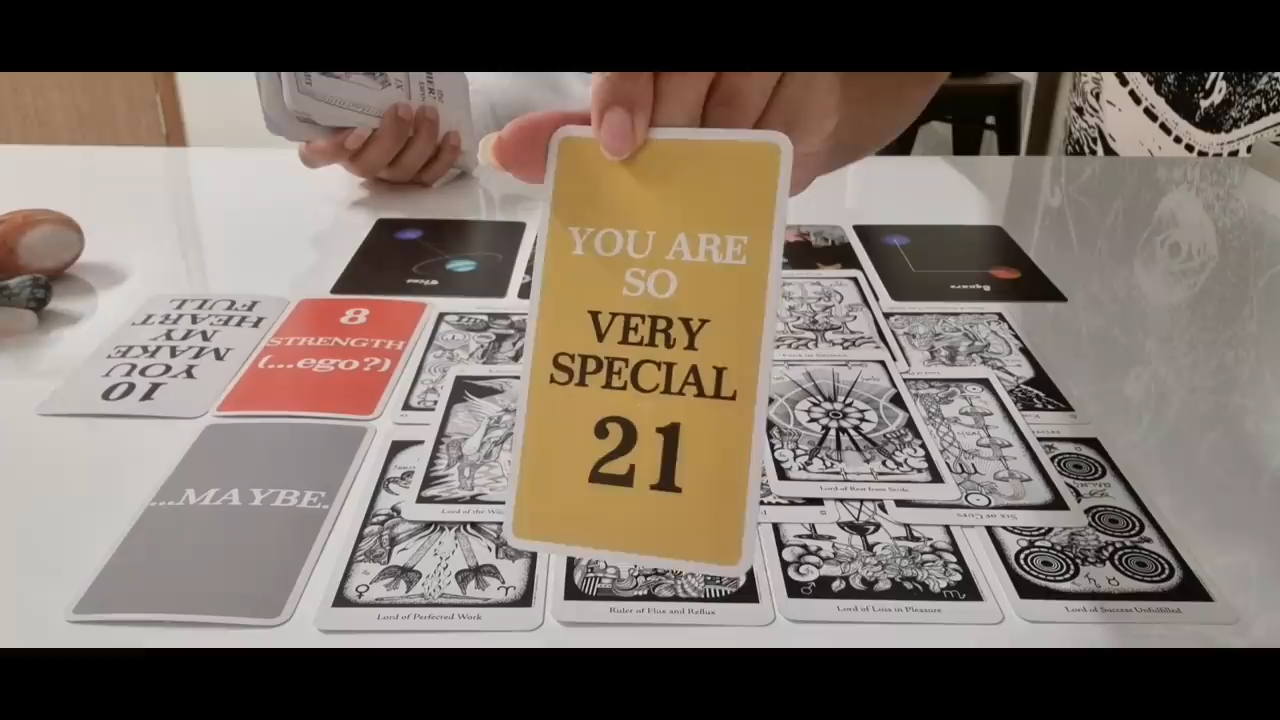 YOU ARE
SO
VERY
SPECIAL
21
8
STRENGTH
(...ego?)
10
YOU
MAKE
MY
HEART
FULL
...MAYBE.
Square
Lord of Rest from Strife
Six of Cups
Lord of Perfected Work
Ruler of Flux and Reflux
Lord of Loss in Pleasure
Lord of Success Unfulfilled